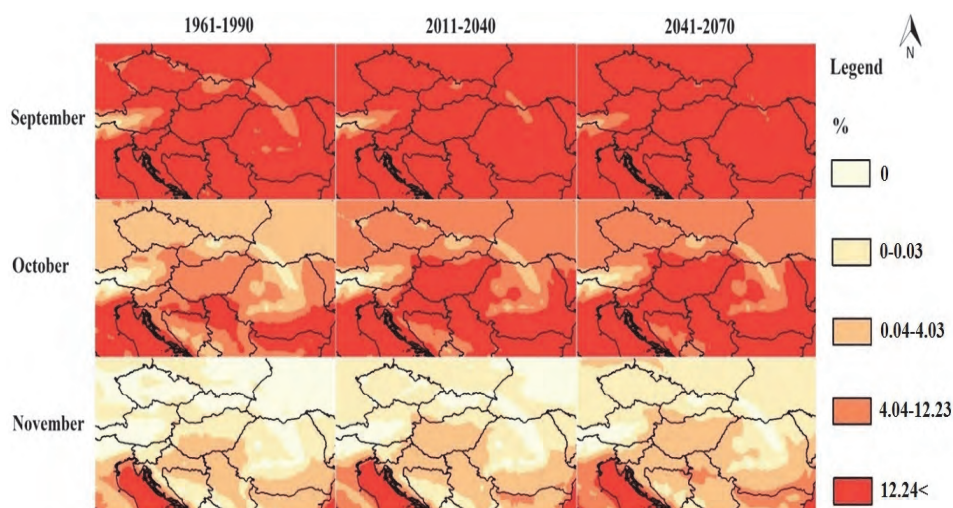 1961-1990 2011-2040 2041-2070
N
Legend
September
%
0
0-0.03
October
0.04-4.03
4.04-12.23
November
12.24<